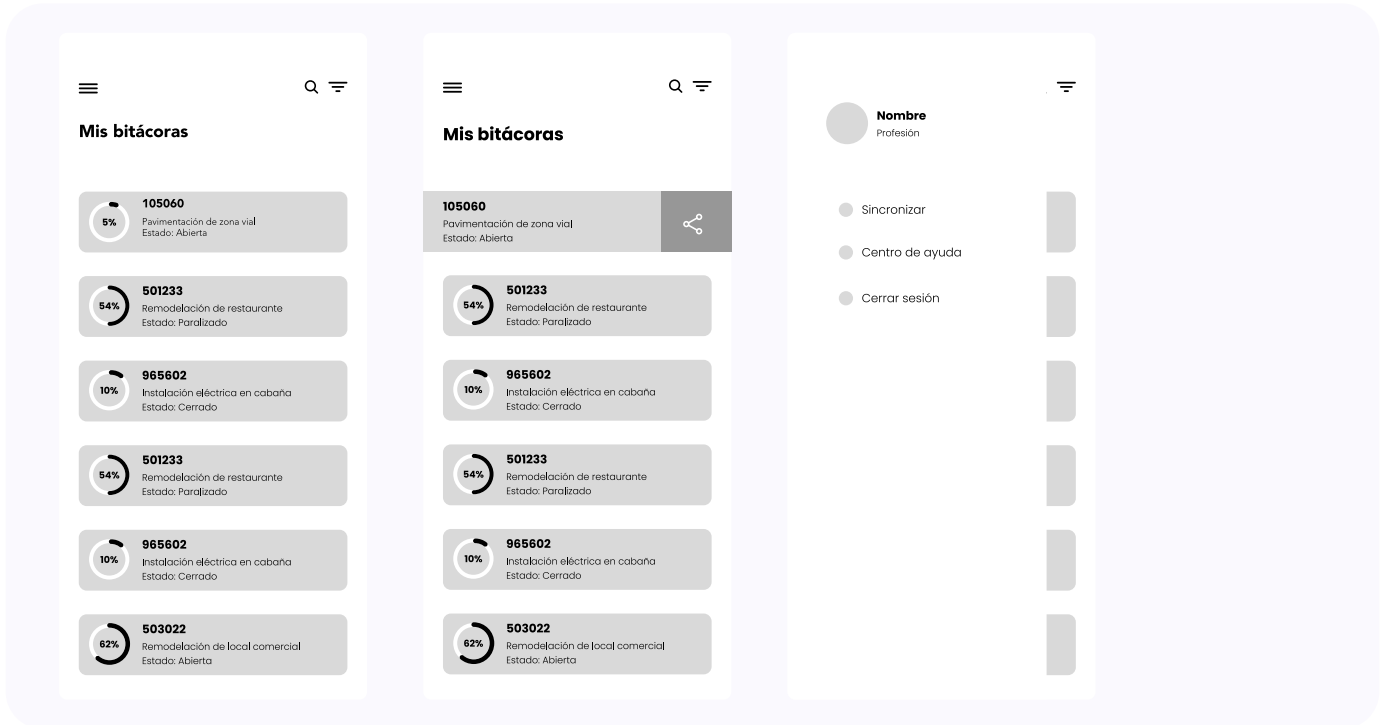 Mis bitácoras
5%
105060
Pavimentación de zona vial
Estado: Abierta
54%
501233
Remodelación de restaurante
Estado: Paralizado
10%
965602
Instalación eléctrica en cabaña
Estado: Cerrado
54%
501233
Remodelación de restaurante
Estado: Paralizado
10%
965602
Instalación eléctrica en cabaña
Estado: Cerrado
62%
503022
Remodelación de local comercial
Estado: Abierta
Mis bitácoras
105060
Pavimentación de zona vial
Estado: Abierta
54%
501233
Remodelación de restaurante
Estado: Paralizado
10%
965602
Instalación eléctrica en cabaña
Estado: Cerrado
54%
501233
Remodelación de restaurante
Estado: Paralizado
10%
965602
Instalación eléctrica en cabaña
Estado: Cerrado
62%
503022
Remodelación de local comercial
Estado: Abierta
Nombre
Profesión
Sincronizar
Centro de ayuda
Cerrar sesión